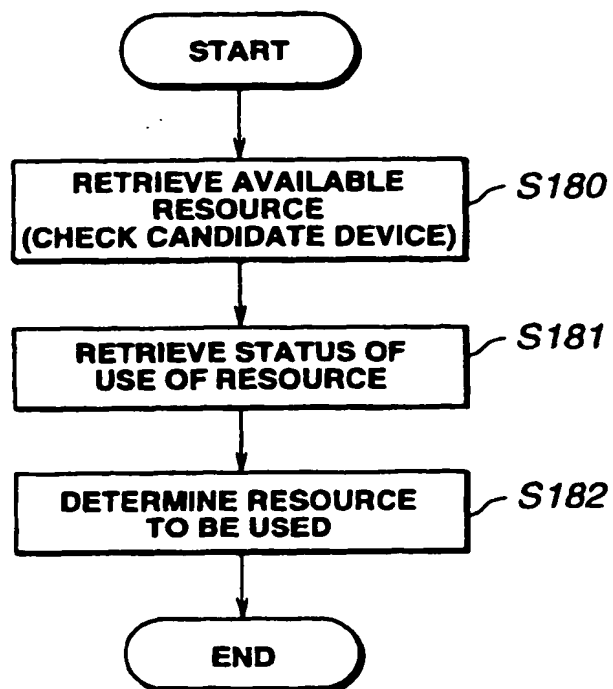 START
RETRIEVE AVAILABLE
RESOURCE
(CHECK CANDIDATE DEVICE)
S180
RETRIEVE STATUS OF
USE OF RESOURCE
S181
DETERMINE RESOURCE
TO BE USED
S182
END